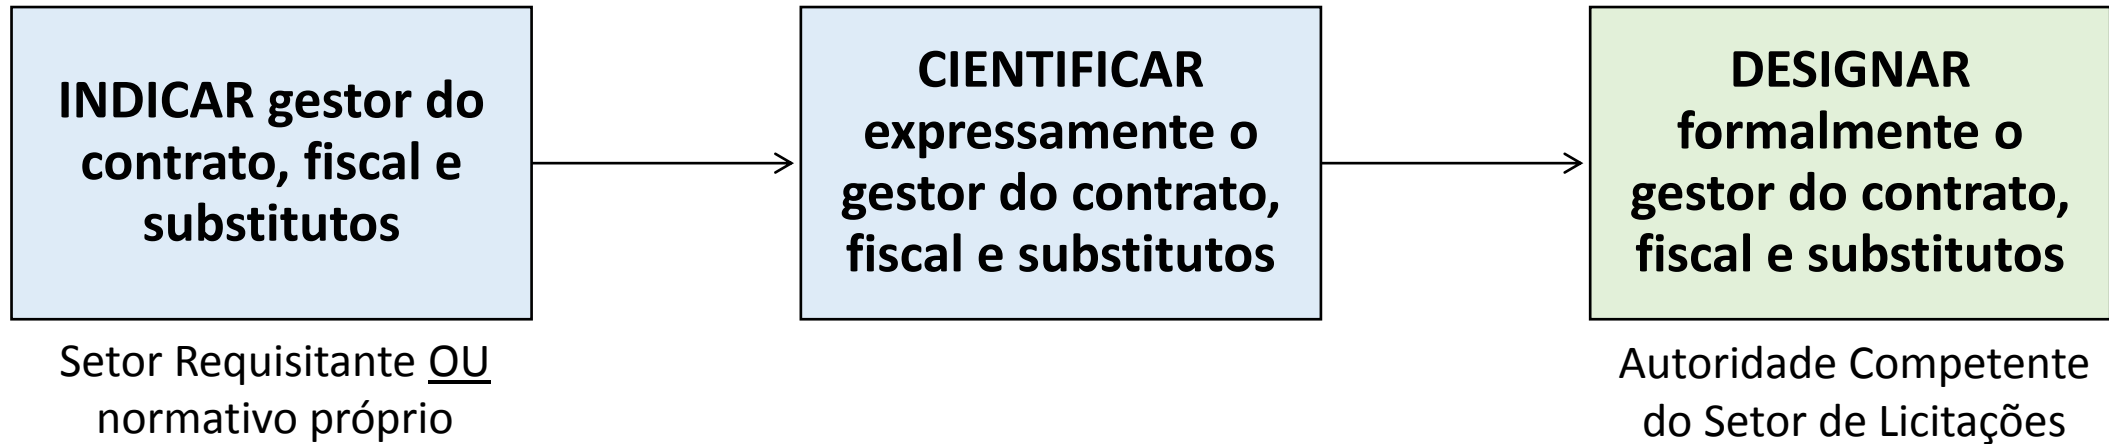 INDICAR gestor do
contrato, fiscal e
substitutos
Setor Requisitante OU
normativo próprio
CIENTIFICAR
expressamente o
gestor do contrato,
fiscal e substitutos
DESIGNAR
formalmente o
gestor do contrato,
fiscal e substitutos
Autoridade Competente
do Setor de Licitações